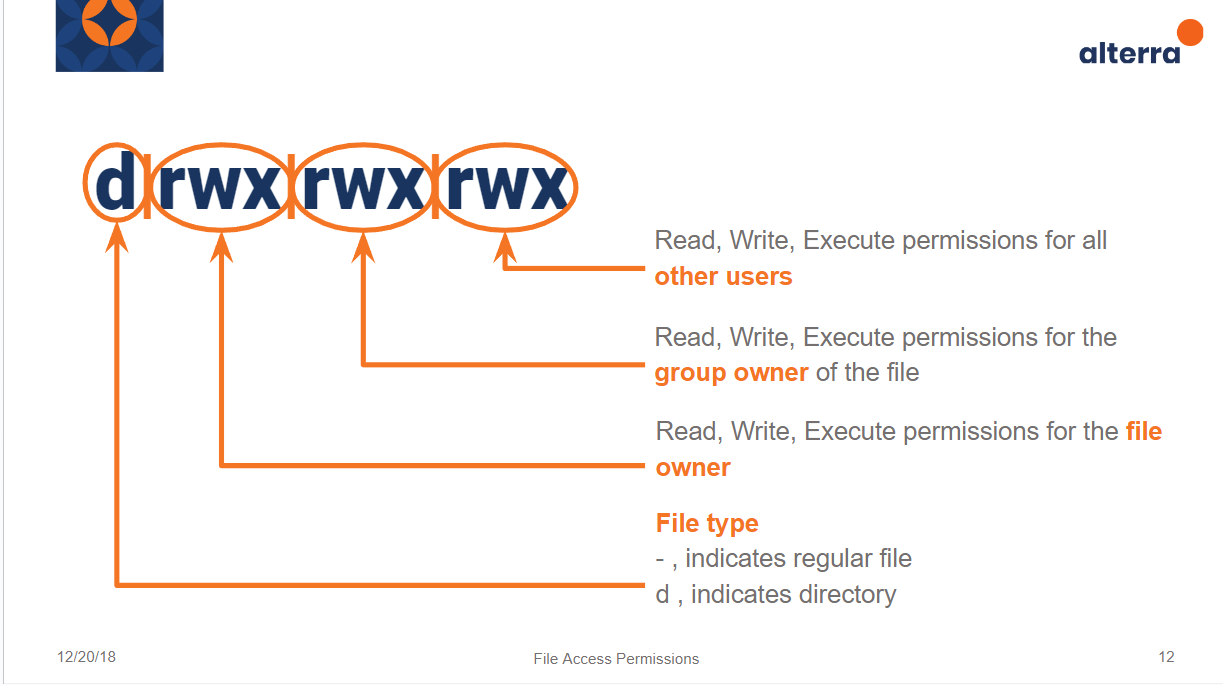 alterra
d|rwx|rwx|rwx
Read, Write, Execute permissions for all
other users
Read, Write, Execute permissions for the
group owner of the file
Read, Write, Execute permissions for the file
owner
File type
- , indicates regular file
d , indicates directory
12/20/18
File Access Permissions
12